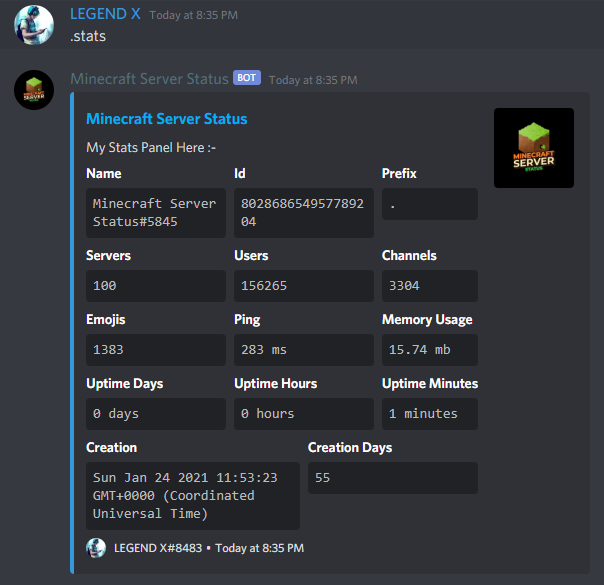 LEGEND X Today at 8:35 PM
.stats
Minecraft Server Status BOT Today at 8:35 PM
Minecraft Server Status
MINECRAFT
SERVER
STATUS
My Stats Panel Here :-
Name Id Prefix
Minecraft Server 8028686549577892 .
Status#5845 04
Servers Users Channels
100 156265 3304
Emojis Ping Memory Usage
1383 283 ms 15.74 mb
Uptime Days Uptime Hours Uptime Minutes
0 days 0 hours 1 minutes
Creation Creation Days
Sun Jan 24 2021 11:53:23 55
GMT+0000 (Coordinated
Universal Time)
LEGEND X#8483 • Today at 8:35 PM